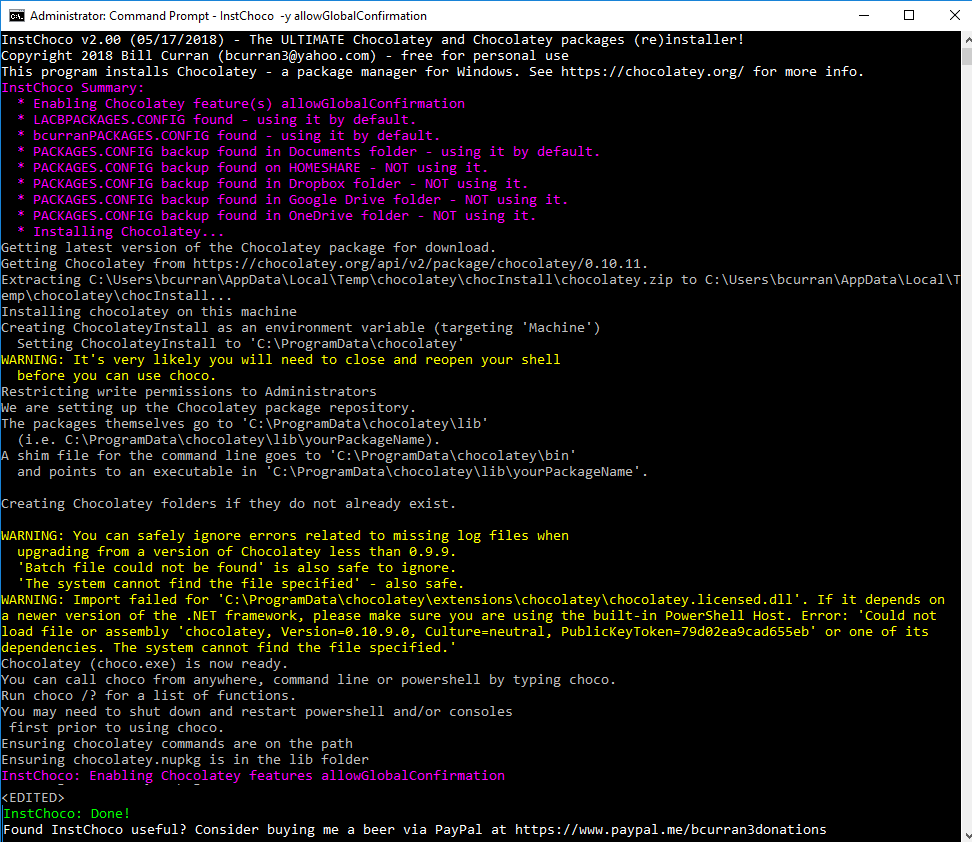 Administrator: Command Prompt - InstChoco  -y allowGlobalConfirmation
InstChoco v2.00 (05/17/2018) - The ULTIMATE Chocolatey and Chocolatey packages (re)installer!
Copyright 2018 Bill Curran (bcurran3@yahoo.com) - free for personal use
This program installs Chocolatey - a package manager for Windows. See https://chocolatey.org/ for more info.
InstChoco Summary:
  * Enabling Chocolatey feature(s) allowGlobalConfirmation
  * LACBPACKAGES.CONFIG found - using it by default.
  * bcurranPACKAGES.CONFIG found - using it by default.
  * PACKAGES.CONFIG backup found in Documents folder - using it by default.
  * PACKAGES.CONFIG backup found on HOMESHARE - NOT using it.
  * PACKAGES.CONFIG backup found in Dropbox folder - NOT using it.
  * PACKAGES.CONFIG backup found in Google Drive folder - NOT using it.
  * PACKAGES.CONFIG backup found in OneDrive folder - NOT using it.
  * Installing Chocolatey...
Getting latest version of the Chocolatey package for download.
Getting Chocolatey from https://chocolatey.org/api/v2/package/chocolatey/0.10.11.
Extracting C:\Users\bcurran\AppData\Local\Temp\chocolatey\chocInstall\chocolatey.zip to C:\Users\bcurran\AppData\Local\T
emp\chocolatey\chocInstall...
Installing chocolatey on this machine
Creating ChocolateyInstall as an environment variable (targeting 'Machine')
  Setting ChocolateyInstall to 'C:\ProgramData\chocolatey'
WARNING: It's very likely you will need to close and reopen your shell
  before you can use choco.
Restricting write permissions to Administrators
We are setting up the Chocolatey package repository.
The packages themselves go to 'C:\ProgramData\chocolatey\lib'
  (i.e. C:\ProgramData\chocolatey\lib\yourPackageName).
A shim file for the command line goes to 'C:\ProgramData\chocolatey\bin'
  and points to an executable in 'C:\ProgramData\chocolatey\lib\yourPackageName'.
Creating Chocolatey folders if they do not already exist.
WARNING: You can safely ignore errors related to missing log files when
  upgrading from a version of Chocolatey less than 0.9.9.
  'Batch file could not be found' is also safe to ignore.
  'The system cannot find the file specified' - also safe.
WARNING: Import failed for 'C:\ProgramData\chocolatey\extensions\chocolatey\chocolatey.licensed.dll'. If it depends on
a newer version of the .NET framework, please make sure you are using the built-in PowerShell Host. Error: 'Could not
load file or assembly 'chocolatey, Version=0.10.9.0, Culture=neutral, PublicKeyToken=79d02ea9cad655eb' or one of its
dependencies. The system cannot find the file specified.'
Chocolatey (choco.exe) is now ready.
You can call choco from anywhere, command line or powershell by typing choco.
Run choco /? for a list of functions.
You may need to shut down and restart powershell and/or consoles
 first prior to using choco.
Ensuring chocolatey commands are on the path
Ensuring chocolatey.nupkg is in the lib folder
InstChoco: Enabling Chocolatey features allowGlobalConfirmation
<EDITED>
InstChoco: Done!
Found InstChoco useful? Consider buying me a beer via PayPal at https://www.paypal.me/bcurran3donations